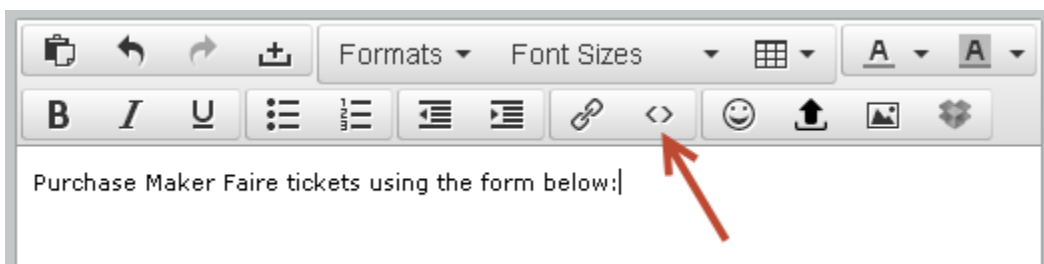 Formats Font Sizes A A
B I U
Purchase Maker Faire tickets using the form below: